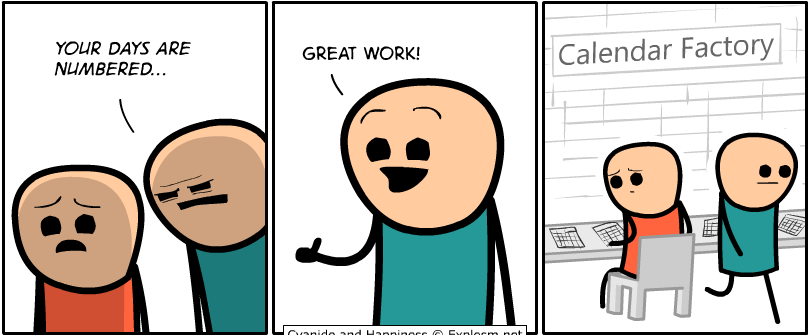 YOUR DAYS ARE
NUMBERED...
GREAT WORK!
Calendar Factory
Cyanide and Happiness © Explosm.net